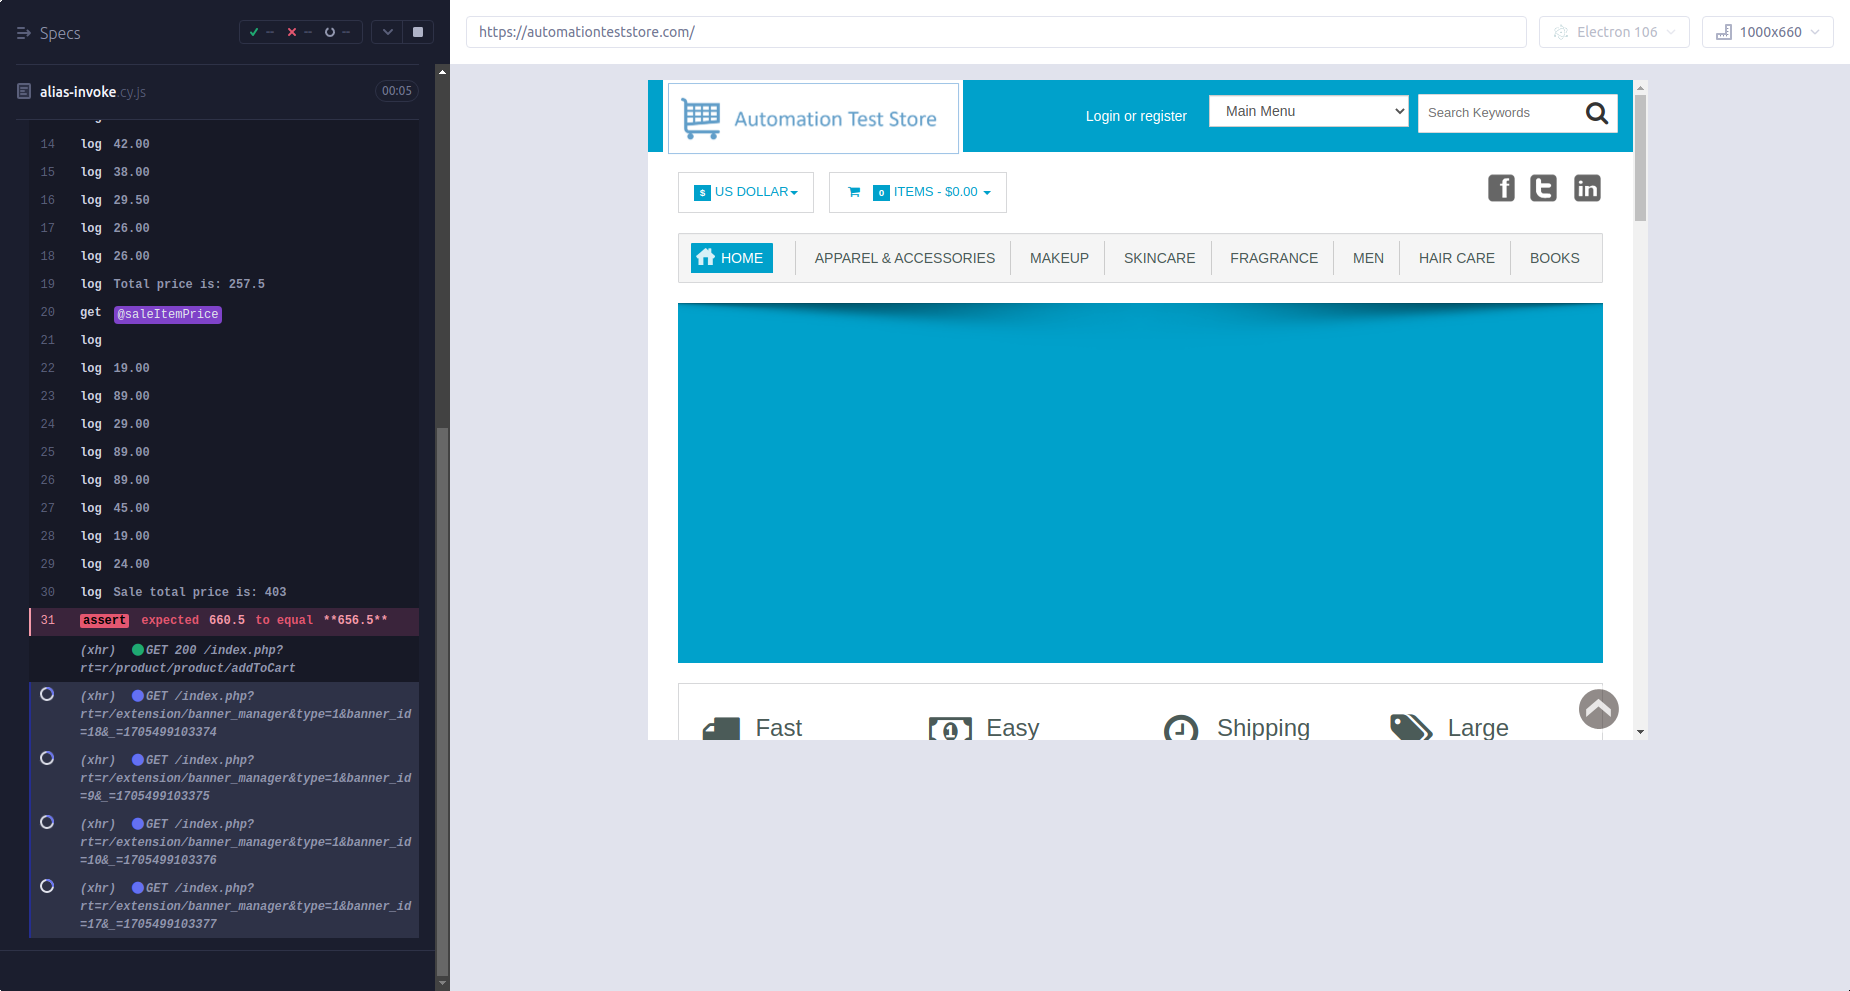 Specs
alias-invoke.cy.js
00:05
14 log 42.00
15 log 38.00
16 log 29.50
17 log 26.00
18 log 26.00
19 log Total price is: 257.5
20 get @saleItemPrice
21 log
22 log 19.00
23 log 89.00
24 log 29.00
25 log 89.00
26 log 89.00
27 log 45.00
28 log 19.00
29 log 24.00
30 log Sale total price is: 403
31 assert expected 660.5 to equal **656.5**
(xhr) GET 200 /index.php?
rt=r/product/product/addToCart
(xhr) GET /index.php?
rt=r/extension/banner_manager&type=1&banner_id
=18&_=1705499103374
(xhr) GET /index.php?
rt=r/extension/banner_manager&type=1&banner_id
=9&_=1705499103375
(xhr) GET /index.php?
rt=r/extension/banner_manager&type=1&banner_id
=10&_=1705499103376
(xhr) GET /index.php?
rt=r/extension/banner_manager&type=1&banner_id
=17&_=1705499103377
https://automationteststore.com/
Electron 106
1000x660
Automation Test Store
Login or register
Main Menu
Search Keywords
$ US DOLLAR
0 ITEMS - $0.00
f t in
HOME
APPAREL & ACCESSORIES
MAKEUP
SKINCARE
FRAGRANCE
MEN
HAIR CARE
BOOKS
Fast
Easy
Shipping
Large